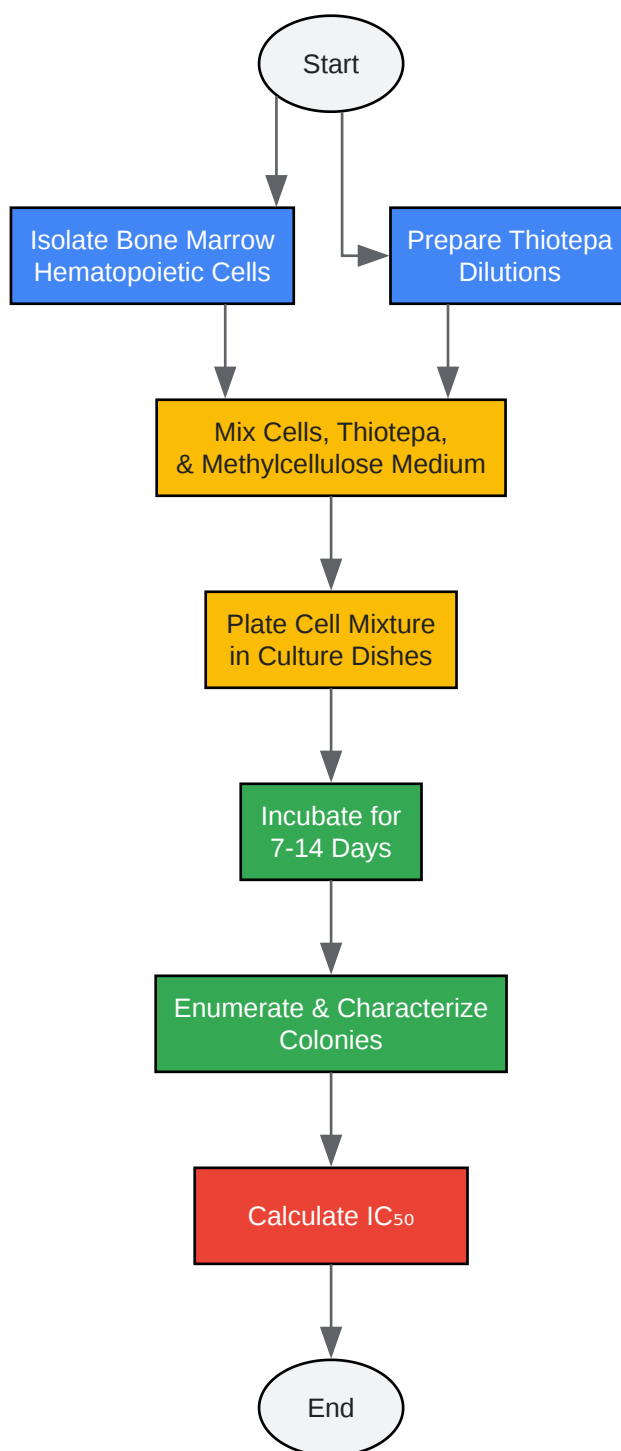 Start
Isolate Bone Marrow
Hematopoietic Cells
Prepare Thiotepa
Dilutions
Mix Cells, Thiotepa,
& Methylcellulose Medium
Plate Cell Mixture
in Culture Dishes
Incubate for
7-14 Days
Enumerate & Characterize
Colonies
Calculate IC₅₀
End